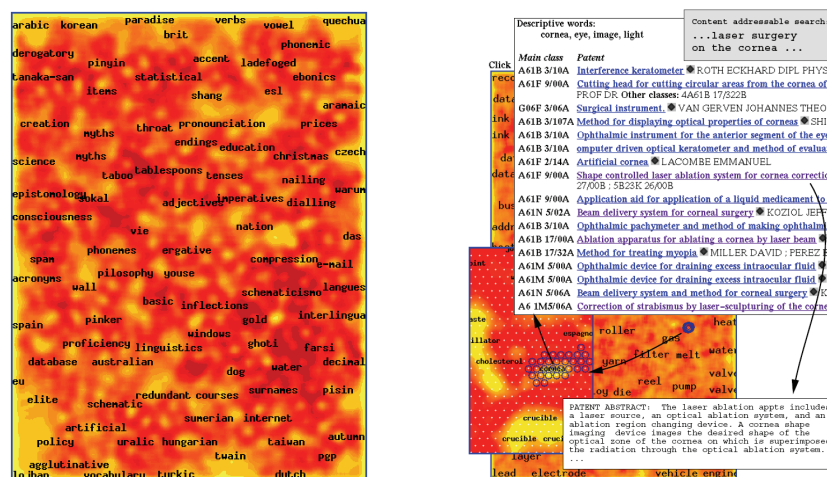 arabic korean paradise verbs vowel quechua
brit
phonemic
derogatory
pinyin accent ladefoged
tanaka-san statistical ebonics
items shang esl
aramaic
creation throat pronounciation prices
myths
endings education
science myths christmas czech
taboo tablespoons tenses
nailing
epistomology sokal adjectives imperatives dialling warum
consciousness
vie nation
das
phonemes ergative
spam compression e-mail
acronyms pilosophy youse
wall schematicismo langues
basic inflections
pinker gold interlingua
spain
windows
proficiency linguistics ghoti farsi
database australian water decimal
dog
eu
elite redundant courses surnames pisin
schematic
sumerian internet
artificial
policy uralic hungarian taiwan autumn
twain pgp
agglutinative
lojban vocabulary turkic dutch
Descriptive words:
cornea, eye, image, light
Content addressable search:
...laser surgery
on the cornea ...
Click
Main class Patent
A61B 3/10A Interference keratometer ROTH ECKHARD DIPL PHYS
A61F 9/00A Cutting head for cutting circular areas from the cornea of
PROF DR Other classes: 4A61B 17/322B
G06F 3/06A Surgical instrument. VAN GERVEN JOHANNES THEO
A61B 3/107A Method for displaying optical properties of corneas SHI
A61B 3/10A Ophthalmic instrument for the anterior segment of the eye
A61B 3/10A omputer driven optical keratometer and method of evalua
A61F 2/14A Artificial cornea LACOMBE EMMANUEL
A61F 9/00A Shape controlled laser ablation system for cornea correctio
27/00B ; 5B23K 26/00B
A61F 9/00A Application aid for application of a liquid medicament to
A61N 5/02A Beam delivery system for corneal surgery KOZIOL JEFF
A61B 3/10A Ophthalmic pachymeter and method of making ophthalm
A61B 17/00A Ablation apparatus for ablating a cornea by laser beam
A61B 17/32A Method for treating myopia MILLER DAVID ; PEREZ E
A61M 5/00A Ophthalmic device for draining excess intraocular fluid
A61M 5/00A Ophthalmic device for draining excess intraocular fluid
A61N 5/06A Beam delivery system and method for corneal surgery K
A61M5/06A Correction of strabismus by laser-sculpturing of the corne
espagne roller gas heat
filter melt water
cholesterol cornea yarn
reel pump valve
crucible
crucible
PATENT ABSTRACT: The laser ablation appts includes
a laser source, an optical ablation system, and an
ablation region changing device. A cornea shape
imaging device images the desired shape of the
optical zone of the cornea on which is superimposed
the radiation through the optical ablation system.
...
layer
lead electrode vehicle engine